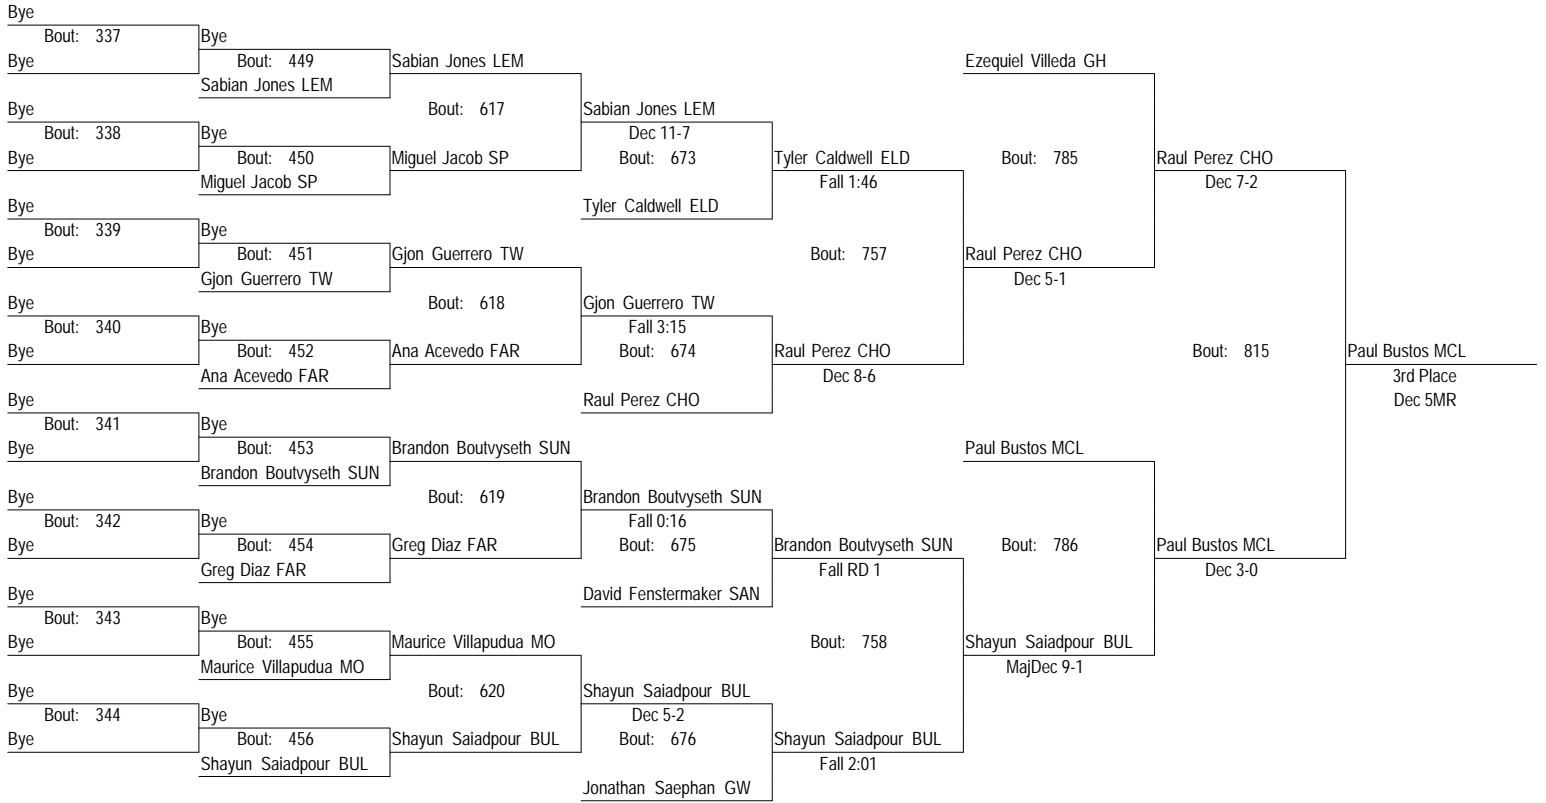 Bye
Bout: 337
Bye
Bye
Bout: 449
Sabian Jones LEM
Sabian Jones LEM
Ezequiel Villeda GH
Bye
Bout: 338
Bye
Bye
Bout: 450
Miguel Jacob SP
Bout: 617
Miguel Jacob SP
Sabian Jones LEM
Dec 11-7
Bout: 673
Tyler Caldwell ELD
Tyler Caldwell ELD
Fall 1:46
Bout: 785
Raul Perez CHO
Dec 7-2
Bye
Bout: 339
Bye
Bye
Bout: 451
Gjon Guerrero TW
Gjon Guerrero TW
Bout: 757
Raul Perez CHO
Dec 5-1
Bye
Bout: 340
Bye
Bye
Bout: 452
Ana Acevedo FAR
Bout: 618
Ana Acevedo FAR
Gjon Guerrero TW
Fall 3:15
Bout: 674
Raul Perez CHO
Raul Perez CHO
Dec 8-6
Bout: 815
Paul Bustos MCL
3rd Place
Dec 5MR
Bye
Bout: 341
Bye
Bye
Bout: 453
Brandon Boutvyseth SUN
Brandon Boutvyseth SUN
Paul Bustos MCL
Bye
Bout: 342
Bye
Bye
Bout: 454
Greg Diaz FAR
Bout: 619
Greg Diaz FAR
Brandon Boutvyseth SUN
Fall 0:16
Bout: 675
David Fenstermaker SAN
Brandon Boutvyseth SUN
Fall RD 1
Bout: 786
Paul Bustos MCL
Dec 3-0
Bye
Bout: 343
Bye
Bye
Bout: 455
Maurice Villapudua MO
Maurice Villapudua MO
Bout: 758
Shayun Saiadpour BUL
MajDec 9-1
Bye
Bout: 344
Bye
Bye
Bout: 456
Shayun Saiadpour BUL
Bout: 620
Shayun Saiadpour BUL
Shayun Saiadpour BUL
Dec 5-2
Bout: 676
Jonathan Saephan GW
Shayun Saiadpour BUL
Fall 2:01